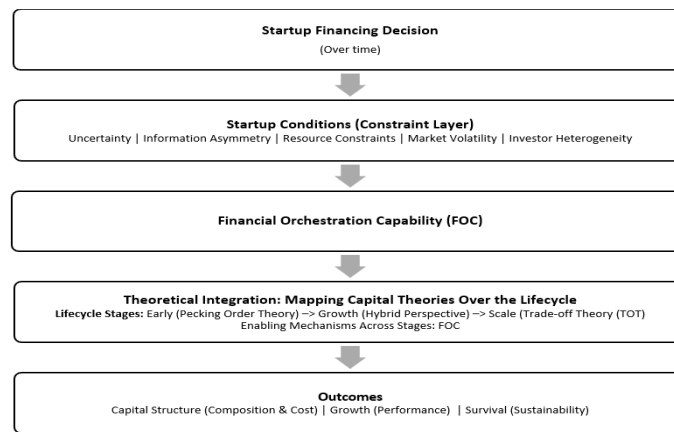 Startup Financing Decision
(Over time)
Startup Conditions (Constraint Layer)
Uncertainty | Information Asymmetry | Resource Constraints | Market Volatility | Investor Heterogeneity
Financial Orchestration Capability (FOC)
Theoretical Integration: Mapping Capital Theories Over the Lifecycle
Lifecycle Stages: Early (Pecking Order Theory) —> Growth (Hybrid Perspective) —> Scale (Trade-off Theory (TOT)
Enabling Mechanisms Across Stages: FOC
Outcomes
Capital Structure (Composition & Cost) | Growth (Performance) | Survival (Sustainability)